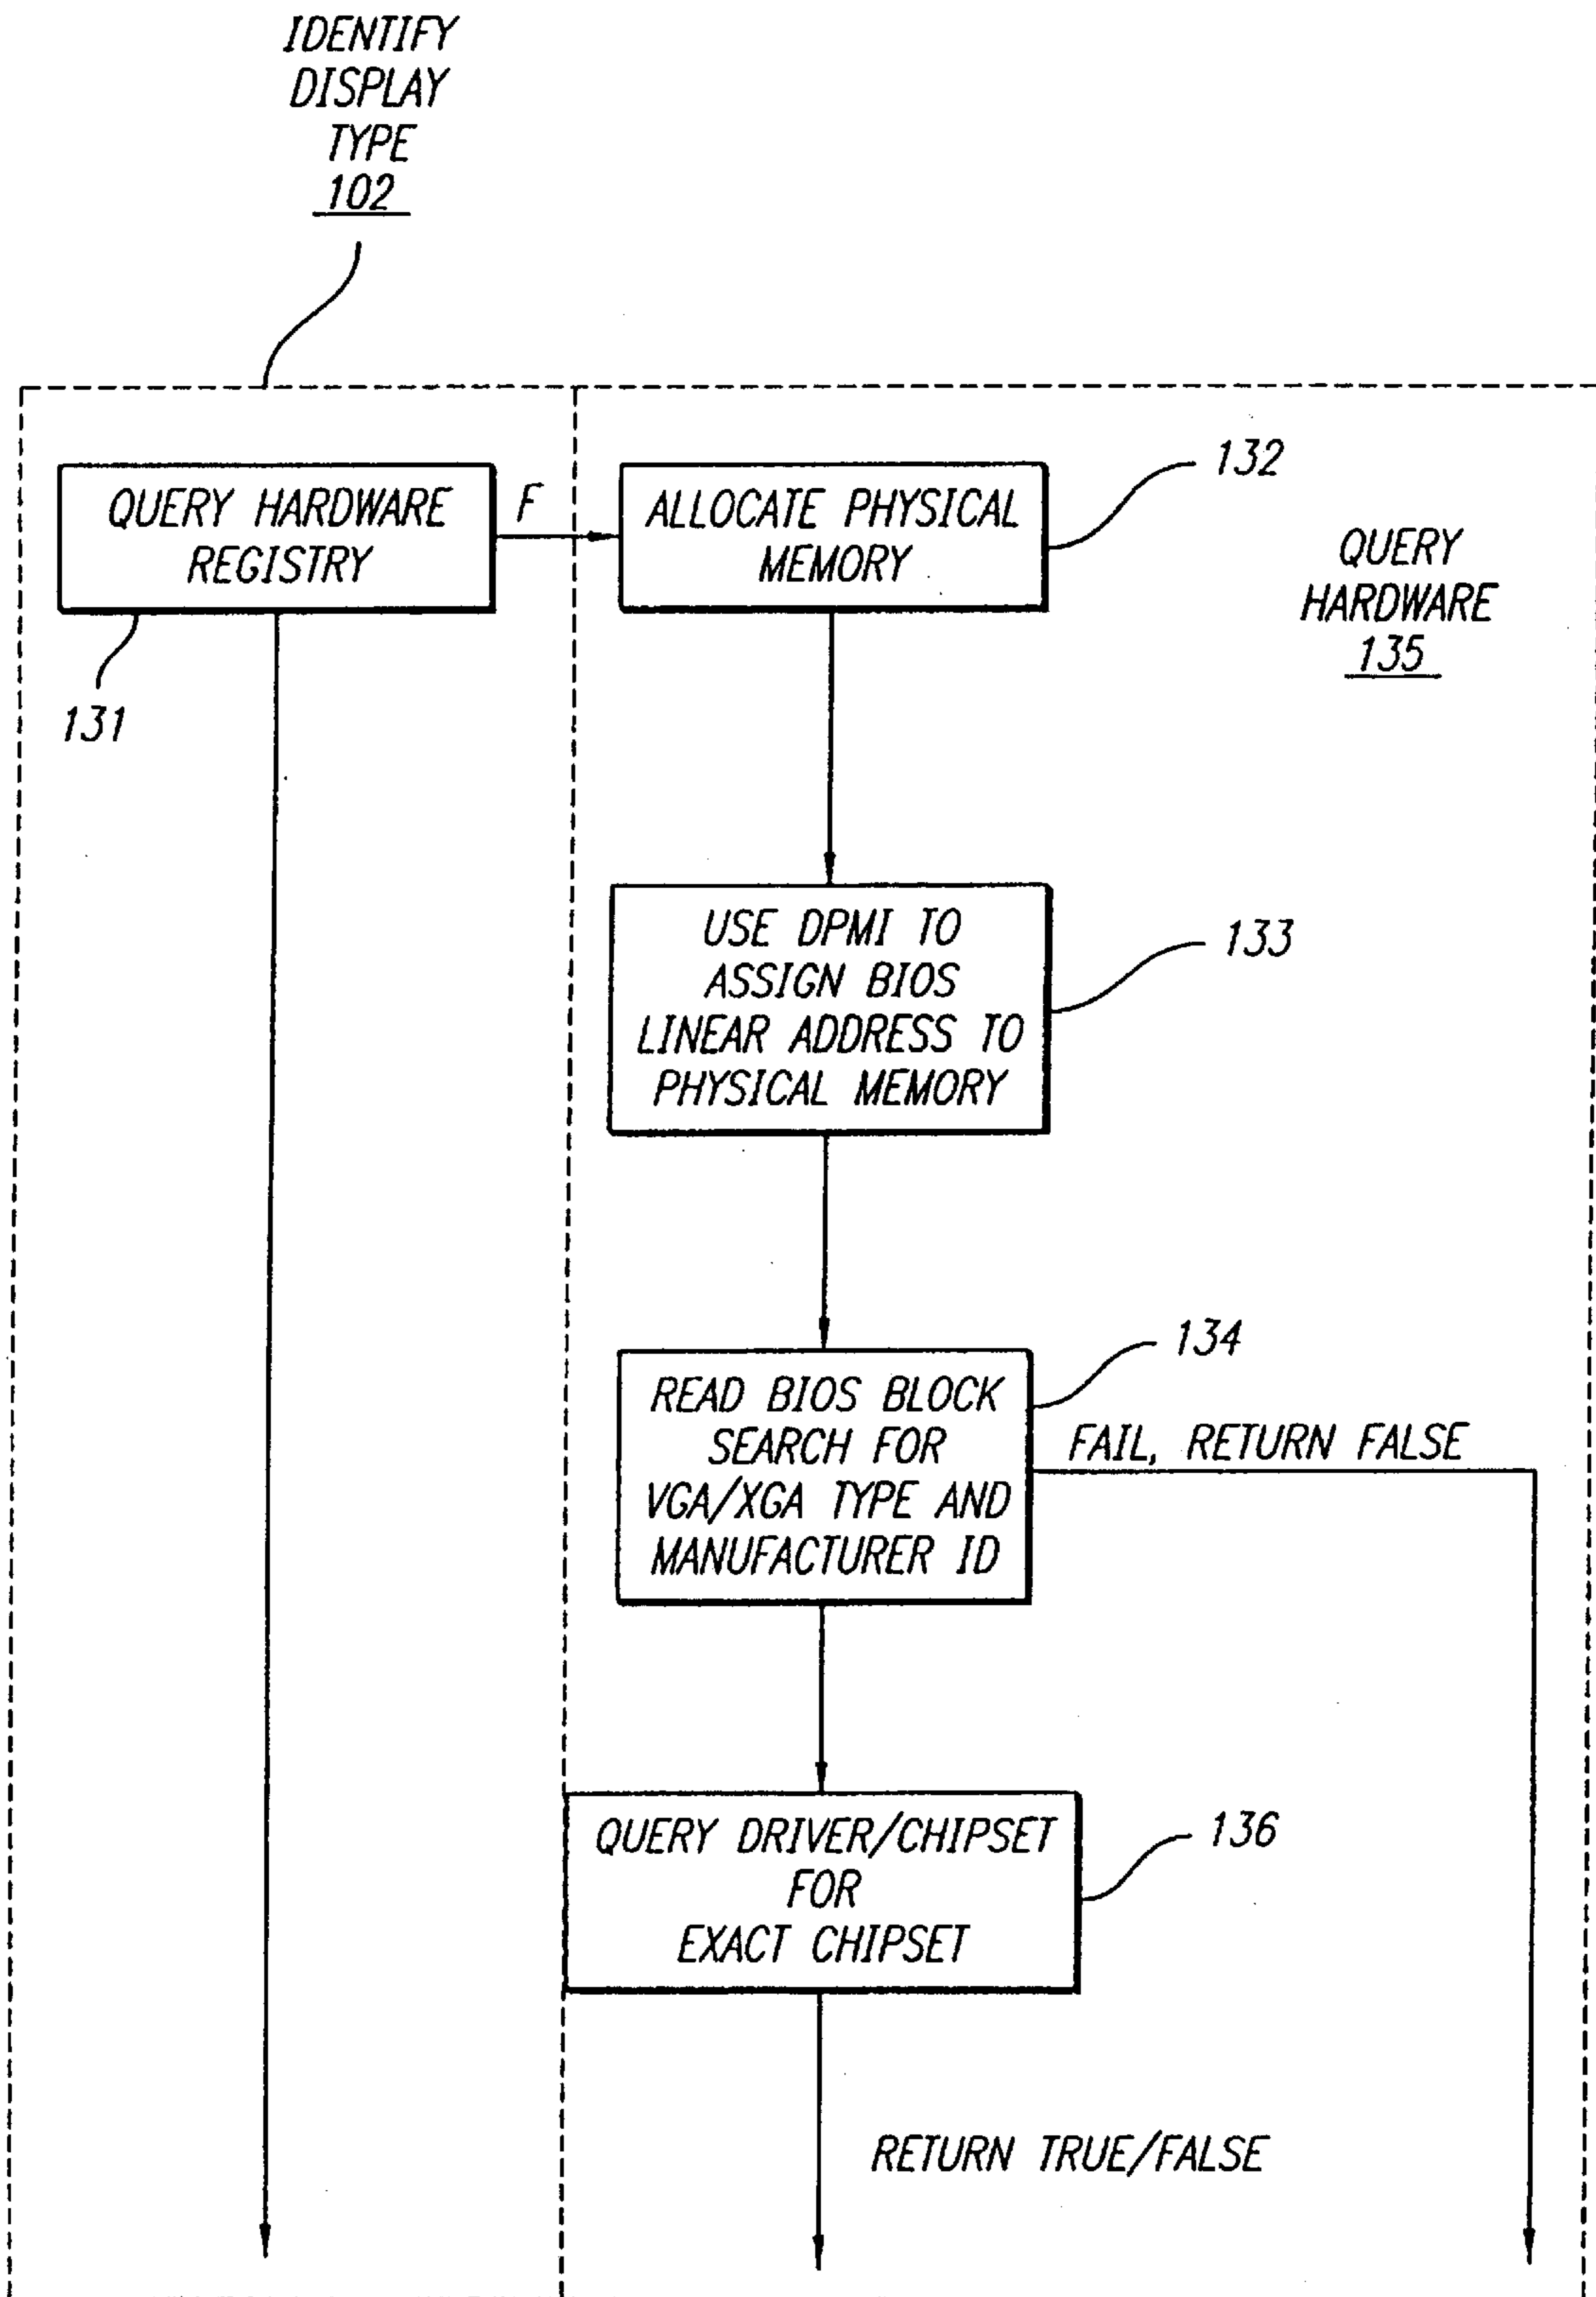 IDENTIFY
DISPLAY
TYPE
102
QUERY HARDWARE
REGISTRY
131
F
ALLOCATE PHYSICAL
MEMORY
132
QUERY
HARDWARE
135
USE DPMI TO
ASSIGN BIOS
LINEAR ADDRESS TO
PHYSICAL MEMORY
133
READ BIOS BLOCK
SEARCH FOR
VGA/XGA TYPE AND
MANUFACTURER ID
134
FAIL, RETURN FALSE
QUERY DRIVER/CHIPSET
FOR
EXACT CHIPSET
136
RETURN TRUE/FALSE